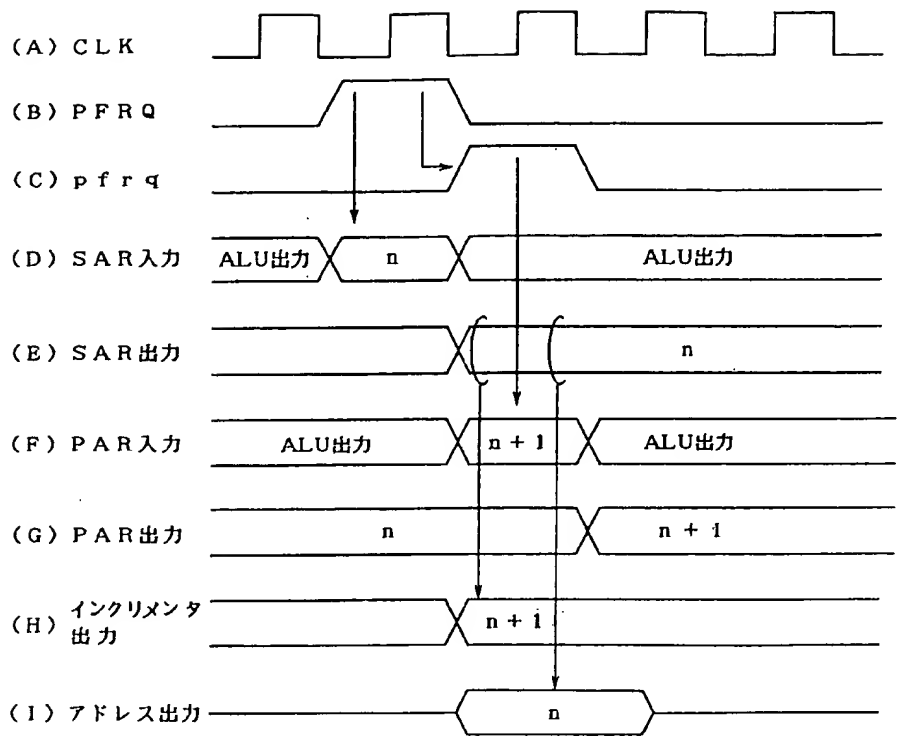 (A) CLK
(B) PFRQ
(C) pfrq
(D) SAR入力 ALU出力 n ALU出力
(E) SAR出力 n
(F) PAR入力 ALU出力 n + 1 ALU出力
(G) PAR出力 n n + 1
(H) インクリメンタ出力 n + 1
(I) アドレス出力 n